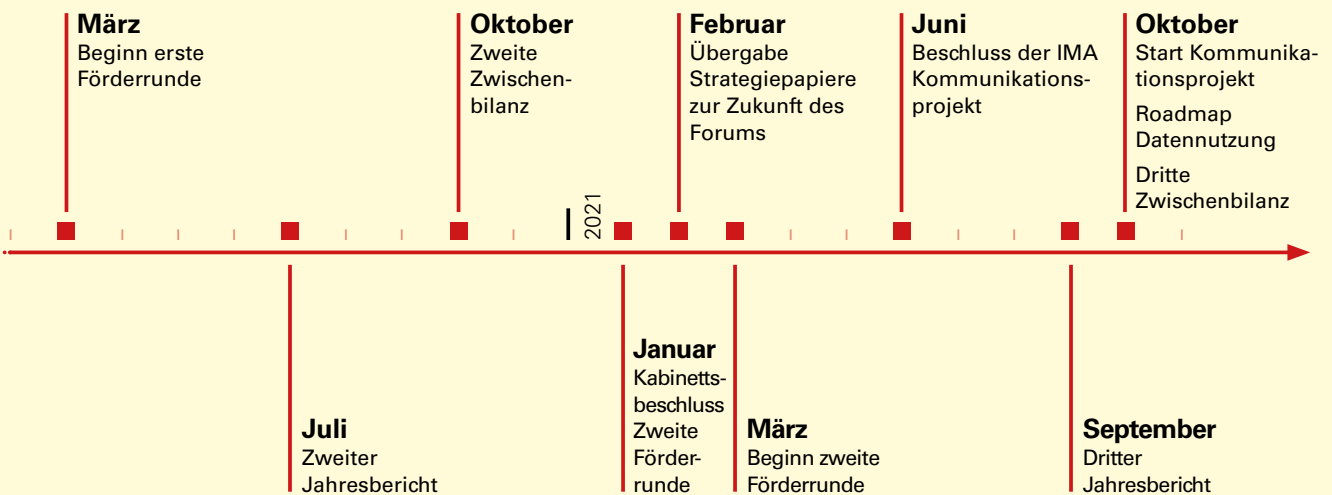 März
Beginn erste
Förderrunde
Juli
Zweiter
Jahresbericht
Oktober
Zweite
Zwischen-
bilanz
2021
Januar
Kabinetts-
beschluss
Zweite
Förder-
runde
Februar
Übergabe
Strategiepapiere
zur Zukunft des
Forums
März
Beginn zweite
Förderrunde
Juni
Beschluss der IMA
Kommunikations-
projekt
September
Dritter
Jahresbericht
Oktober
Start Kommunika-
tionsprojekt
Roadmap
Datennutzung
Dritte
Zwischenbilanz